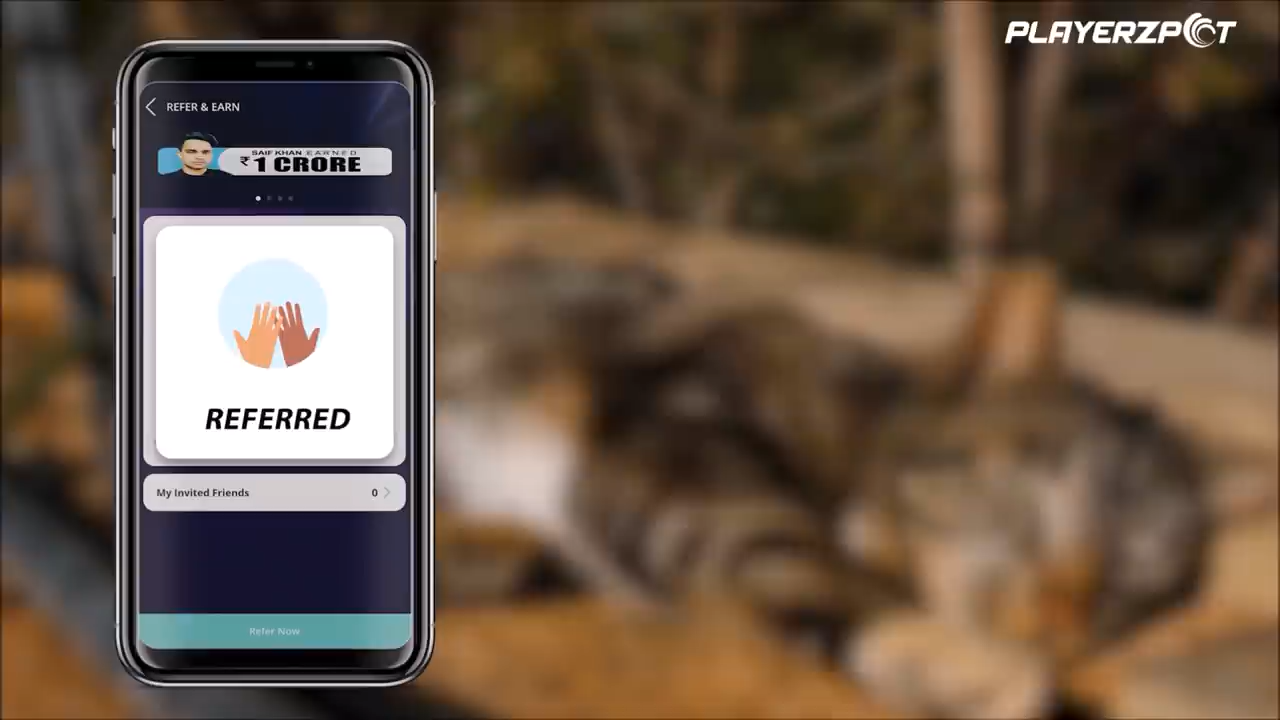 PLAYERZPOT
REFER & EARN
SAIF KHAN EARNED
₹ 1 CRORE
REFERRED
My Invited Friends 0
Refer Now